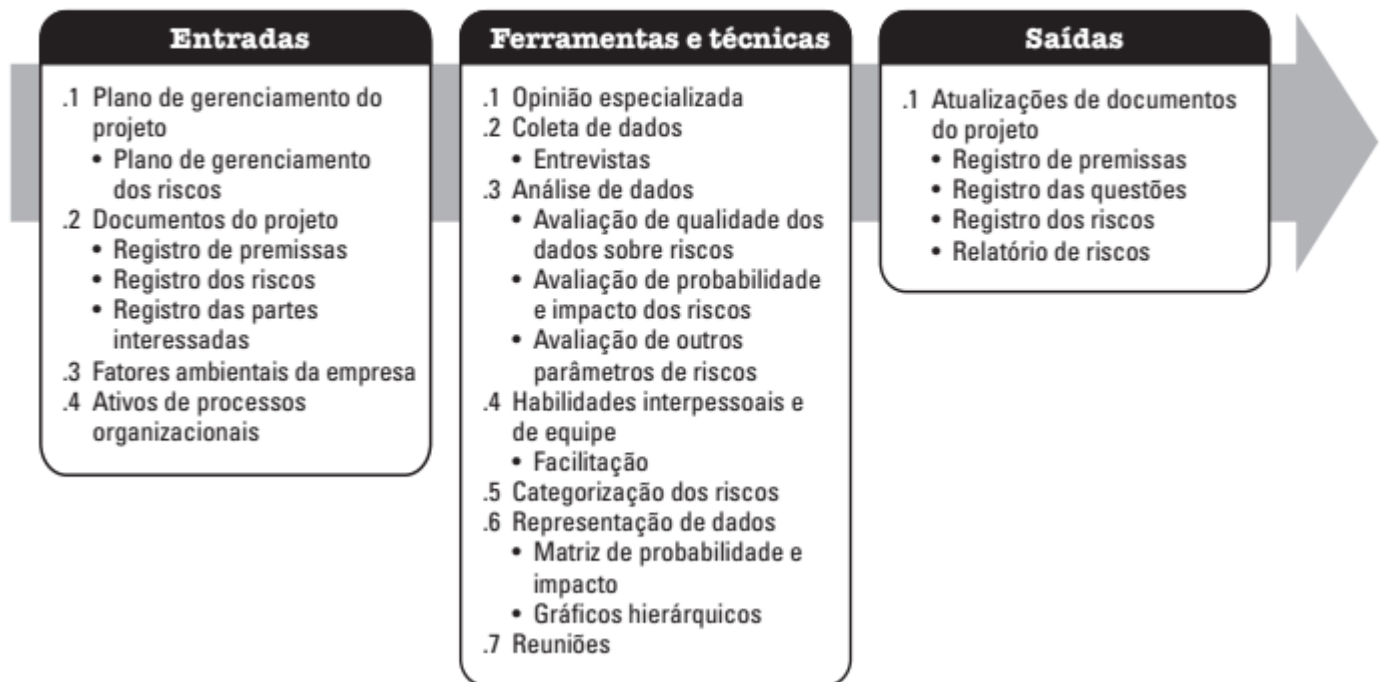 Entradas
.1 Plano de gerenciamento do
projeto
• Plano de gerenciamento
dos riscos
.2 Documentos do projeto
• Registro de premissas
• Registro dos riscos
• Registro das partes
interessadas
.3 Fatores ambientais da empresa
.4 Ativos de processos
organizacionais
Ferramentas e técnicas
.1 Opinião especializada
.2 Coleta de dados
• Entrevistas
.3 Análise de dados
• Avaliação de qualidade dos
dados sobre riscos
• Avaliação de probabilidade
e impacto dos riscos
• Avaliação de outros
parâmetros de riscos
.4 Habilidades interpessoais e
de equipe
• Facilitação
.5 Categorização dos riscos
.6 Representação de dados
• Matriz de probabilidade e
impacto
• Gráficos hierárquicos
.7 Reuniões
Saídas
.1 Atualizações de documentos
do projeto
• Registro de premissas
• Registro das questões
• Registro dos riscos
• Relatório de riscos